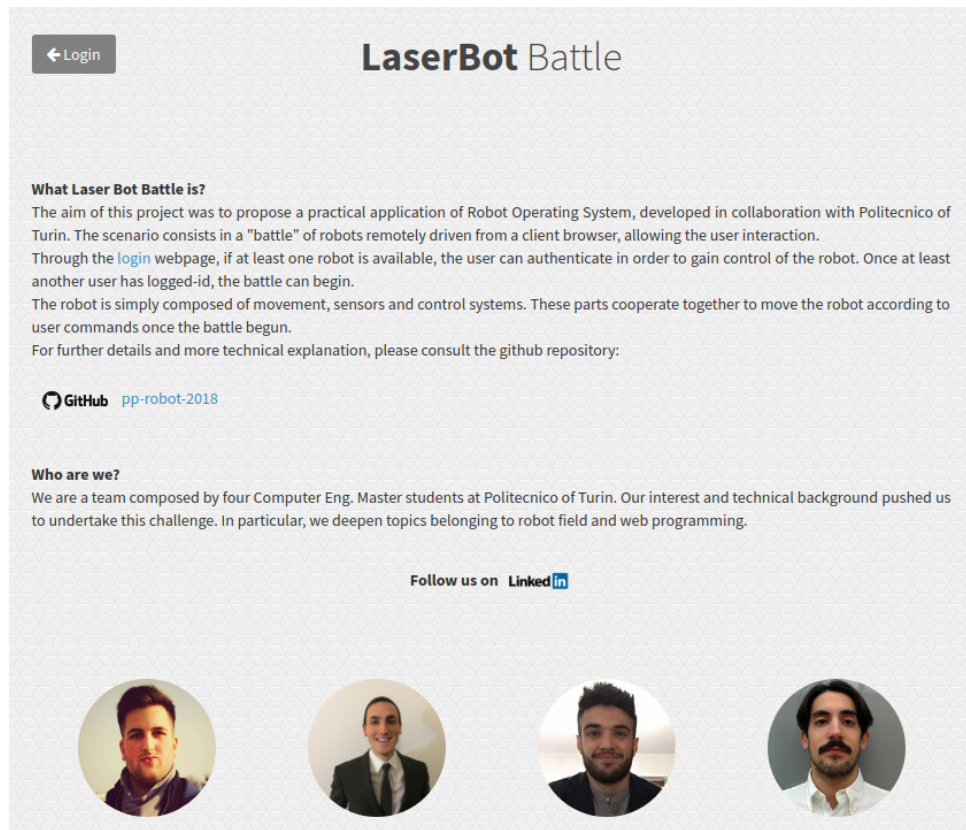 Login
LaserBot Battle
What Laser Bot Battle is?
The aim of this project was to propose a practical application of Robot Operating System, developed in collaboration with Politecnico of
Turin. The scenario consists in a "battle" of robots remotely driven from a client browser, allowing the user interaction.
Through the login webpage, if at least one robot is available, the user can authenticate in order to gain control of the robot. Once at least
another user has logged-id, the battle can begin.
The robot is simply composed of movement, sensors and control systems. These parts cooperate together to move the robot according to
user commands once the battle begun.
For further details and more technical explanation, please consult the github repository:
GitHub pp-robot-2018
Who are we?
We are a team composed by four Computer Eng. Master students at Politecnico of Turin. Our interest and technical background pushed us
to undertake this challenge. In particular, we deepen topics belonging to robot field and web programming.
Follow us on Linked in